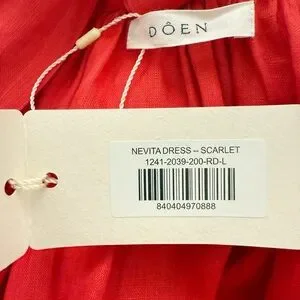 DÔEN
NEVITA DRESS -- SCARLET
1241-2039-200-RD-L
840404970888